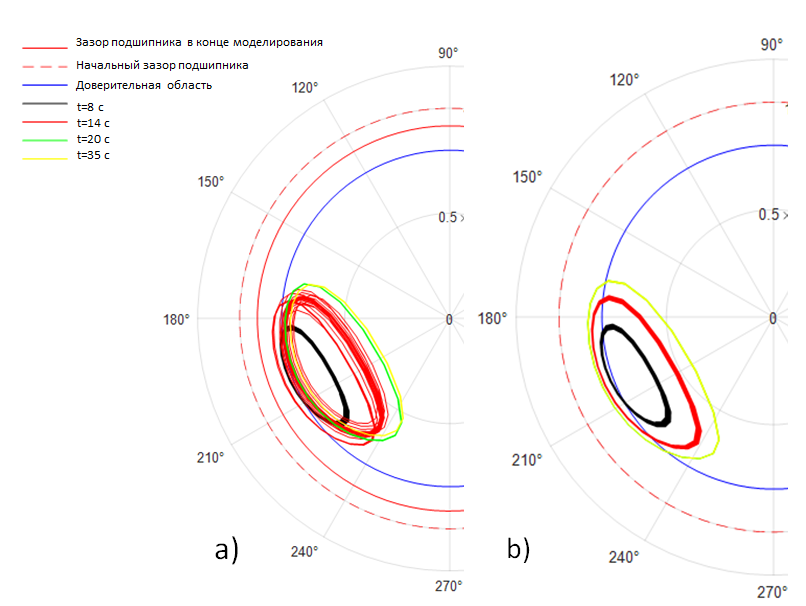 Зазор подшипника в конце моделирования
Начальный зазор подшипника
Доверительная область
t=8 с
t=14 с
t=20 с
t=35 с
90°
120°
150°
0.5 ×
180°
0
210°
240°
270°
a)
90°
120°
150°
0.5 ×
180°
0
210°
240°
270°
b)